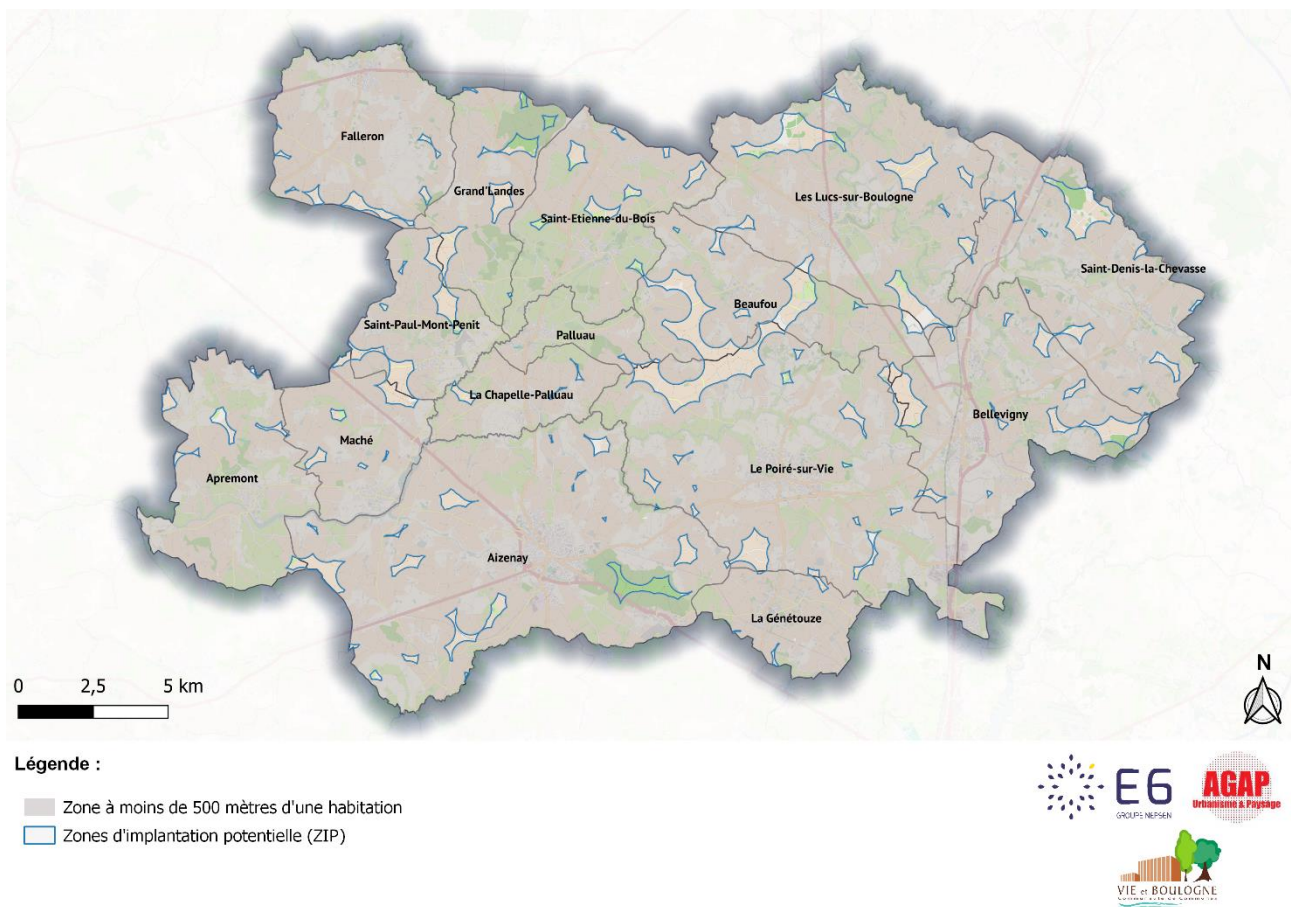 Falleron
Grand'Landes
Saint-Etienne-du-Bois
Les Lucs-sur-Boulogne
Saint-Denis-la-Chevasse
Beaufou
Saint-Paul-Mont-Penit
Palluau
La Chapelle-Palluau
Bellevigny
Maché
Apremont
Le Poiré-sur-Vie
Aizenay
La Génétouze
N
0 2,5 5 km
Légende :
Zone à moins de 500 mètres d'une habitation
Zones d'implantation potentielle (ZIP)
E6
GROUPE NEPSEN
AGAP
Urbanisme & Paysage
VIE et BOULOGNE
Communauté de Communes